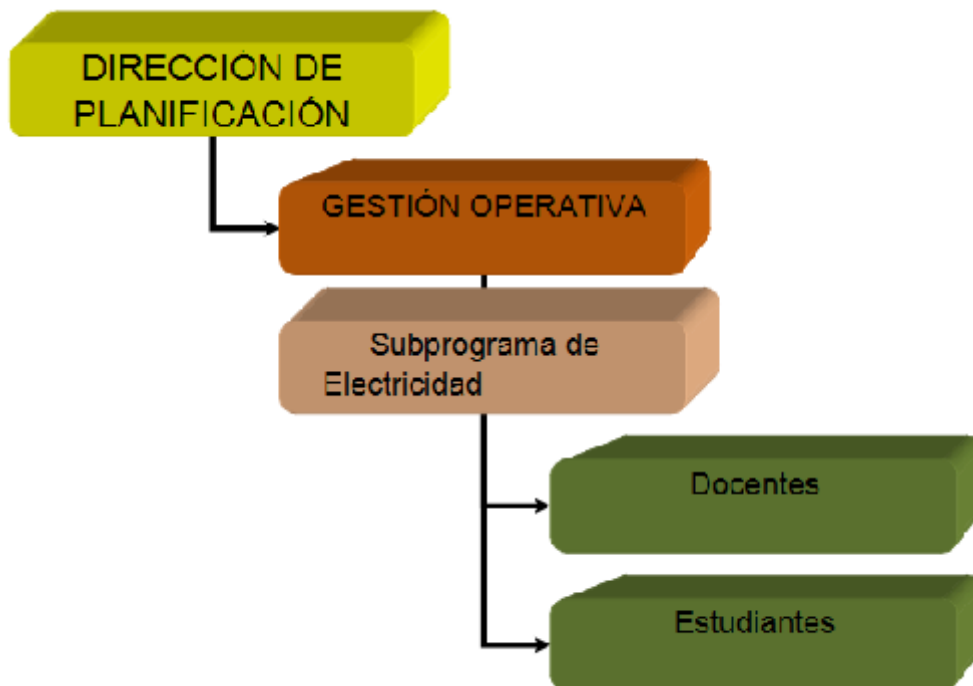 DIRECCIÓN DE
PLANIFICACIÓN
GESTIÓN OPERATIVA
Subprograma de
Electricidad
Docentes
Estudiantes